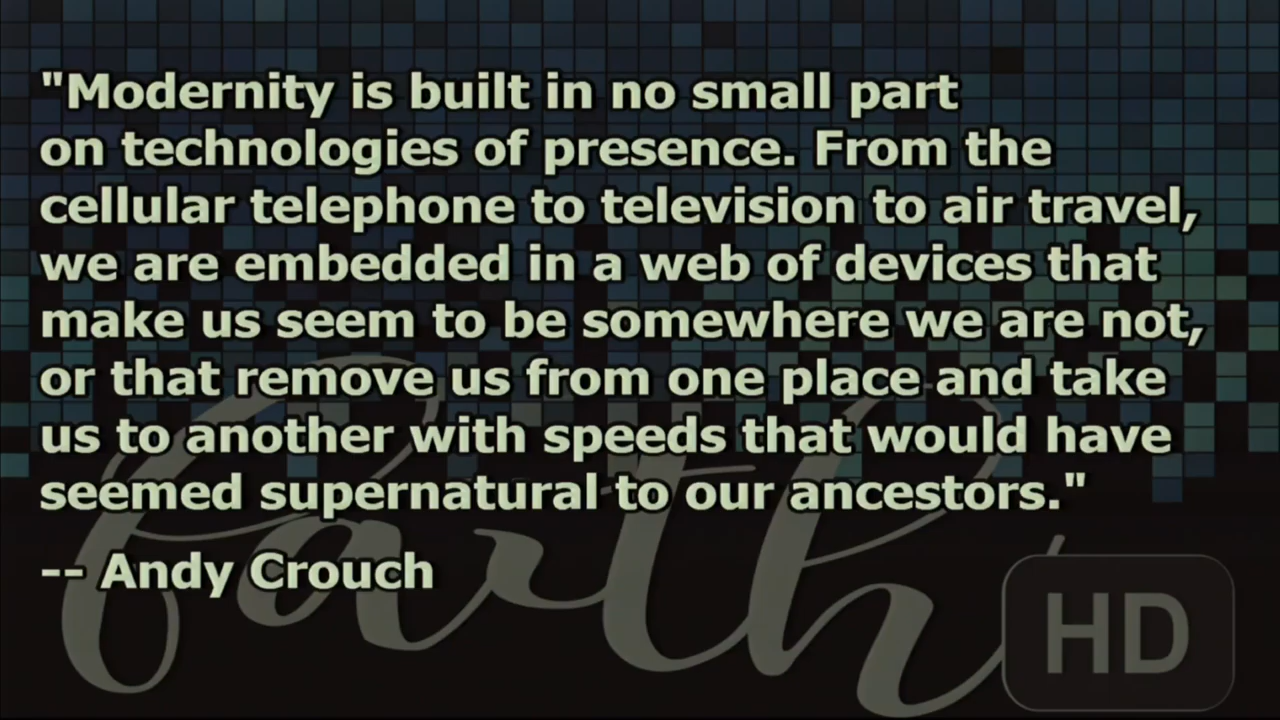 "Modernity is built in no small part
on technologies of presence. From the
cellular telephone to television to air travel,
we are embedded in a web of devices that
make us seem to be somewhere we are not,
or that remove us from one place and take
us to another with speeds that would have
seemed supernatural to our ancestors."
-- Andy Crouch
faith
HD